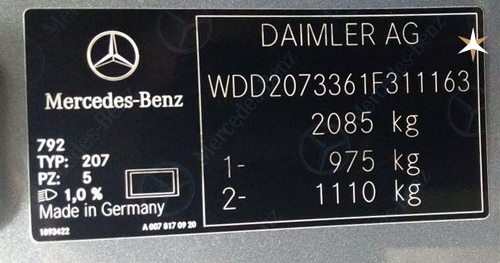 Mercedes-Benz
792
TYP: 207
PZ: 5
1,0 %
Made in Germany
1893422
A 007 817 09 20
DAIMLER AG
WDD2073361F311163
2085 kg
1- 975 kg
2- 1110 kg